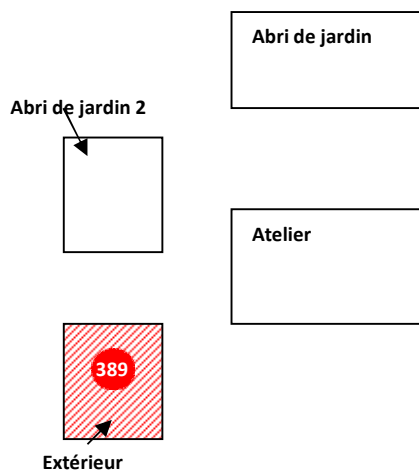 Abri de jardin
Abri de jardin 2
Atelier
389
Extérieur